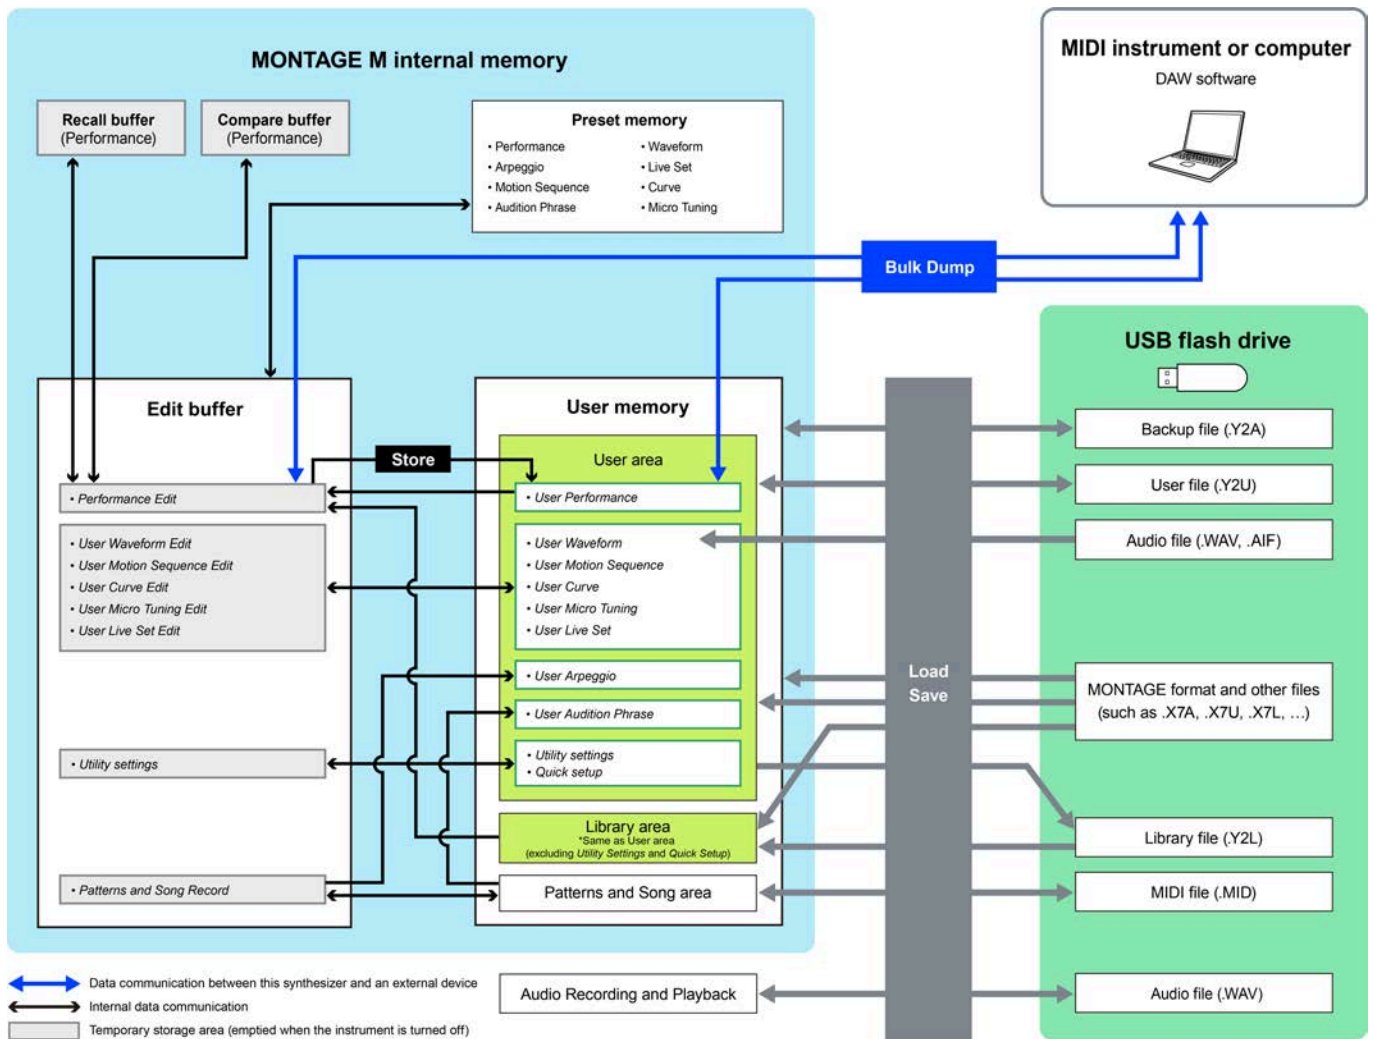 MONTAGE M internal memory
Recall buffer
(Performance)
Compare buffer
(Performance)
Preset memory
• Performance
• Arpeggio
• Motion Sequence
• Audition Phrase
• Waveform
• Live Set
• Curve
• Micro Tuning
MIDI instrument or computer
DAW software
Bulk Dump
Edit buffer
• Performance Edit
• User Waveform Edit
• User Motion Sequence Edit
• User Curve Edit
• User Micro Tuning Edit
• User Live Set Edit
• Utility settings
• Patterns and Song Record
Store
User memory
User area
• User Performance
• User Waveform
• User Motion Sequence
• User Curve
• User Micro Tuning
• User Live Set
• User Arpeggio
• User Audition Phrase
• Utility settings
• Quick setup
Library area
*Same as User area
(excluding Utility Settings and Quick Setup)
Patterns and Song area
Audio Recording and Playback
Load
Save
USB flash drive
Backup file (.Y2A)
User file (.Y2U)
Audio file (.WAV, .AIF)
MONTAGE format and other files
(such as .X7A, .X7U, .X7L, …)
Library file (.Y2L)
MIDI file (.MID)
Audio file (.WAV)
Data communication between this synthesizer and an external device
Internal data communication
Temporary storage area (emptied when the instrument is turned off)